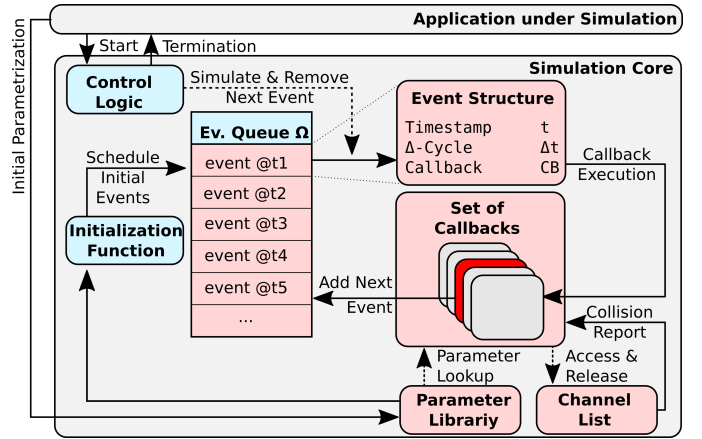 Application under Simulation
Initial Parametrization
Start
Termination
Simulation Core
Control
Logic
Simulate & Remove
Next Event
Event Structure
Timestamp t
Δ-Cycle Δt
Callback CB
Ev. Queue Ω
event @t1
event @t2
event @t3
event @t4
event @t5
...
Schedule
Initial
Events
Initialization
Function
Callback
Execution
Set of
Callbacks
Add Next
Event
Collision
Report
Parameter
Lookup
Access &
Release
Parameter
Librariy
Channel
List